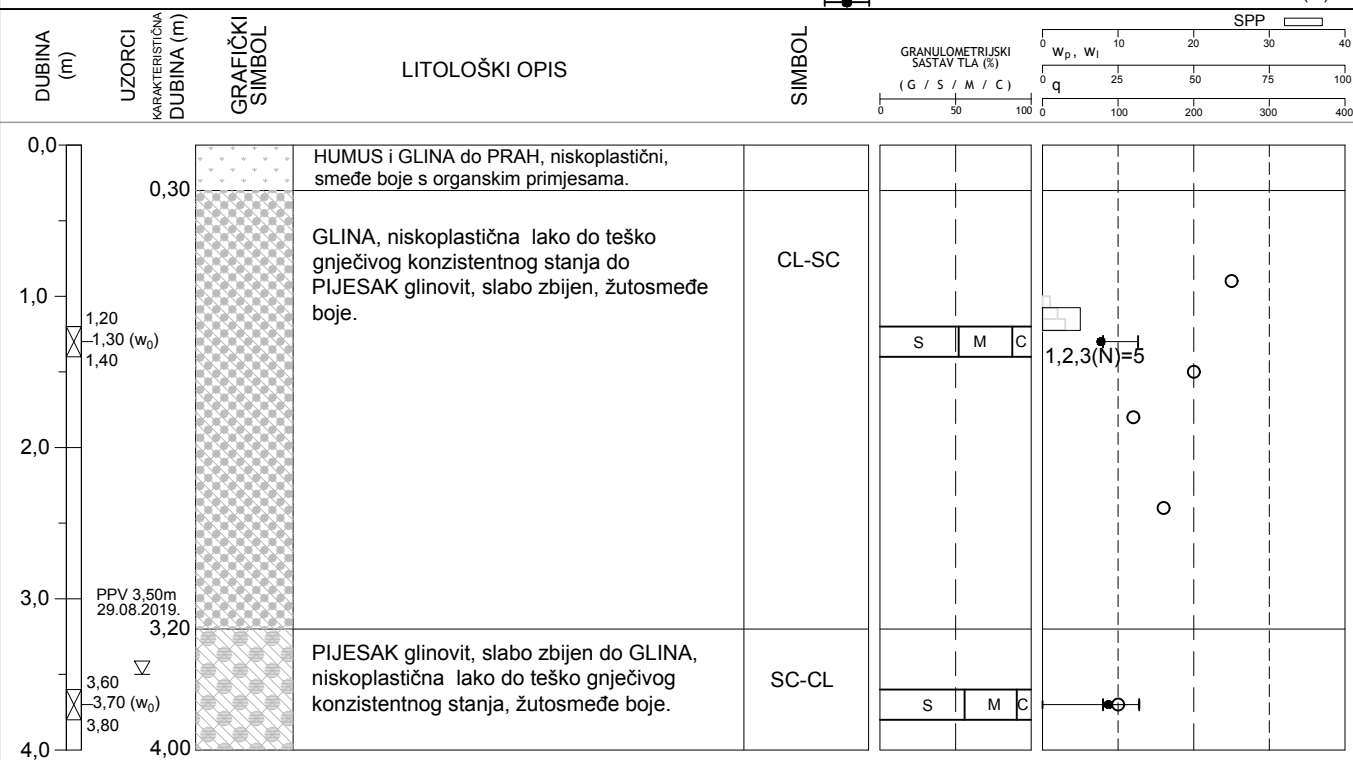 SPP
DUBINA
(m)
UZORCI
KARAKTERISTIČNA
DUBINA (m)
GRAFIČKI
SIMBOL
LITOLOŠKI OPIS
SIMBOL
GRANULOMETRIJSKI
SASTAV TLA (%)
( G / S / M / C )
0 50 100
0 10 20 30 40
wp, wl
0 25 50 75 100
q
0 100 200 300 400
0,0
HUMUS i GLINA do PRAH, niskoplastični,
smeđe boje s organskim primjesama.
0,30
GLINA, niskoplastična lako do teško
gnječivog konzistentnog stanja do
PIJESAK glinovit, slabo zbijen, žutosmeđe
boje.
CL-SC
1,0
1,20
1,30 (w0)
1,40
S M C
1,2,3(N)=5
2,0
3,0
PPV 3,50m
29.08.2019.
3,20
PIJESAK glinovit, slabo zbijen do GLINA,
niskoplastična lako do teško gnječivog
konzistentnog stanja, žutosmeđe boje.
SC-CL
3,60
3,70 (w0)
3,80
S M C
4,0
4,00